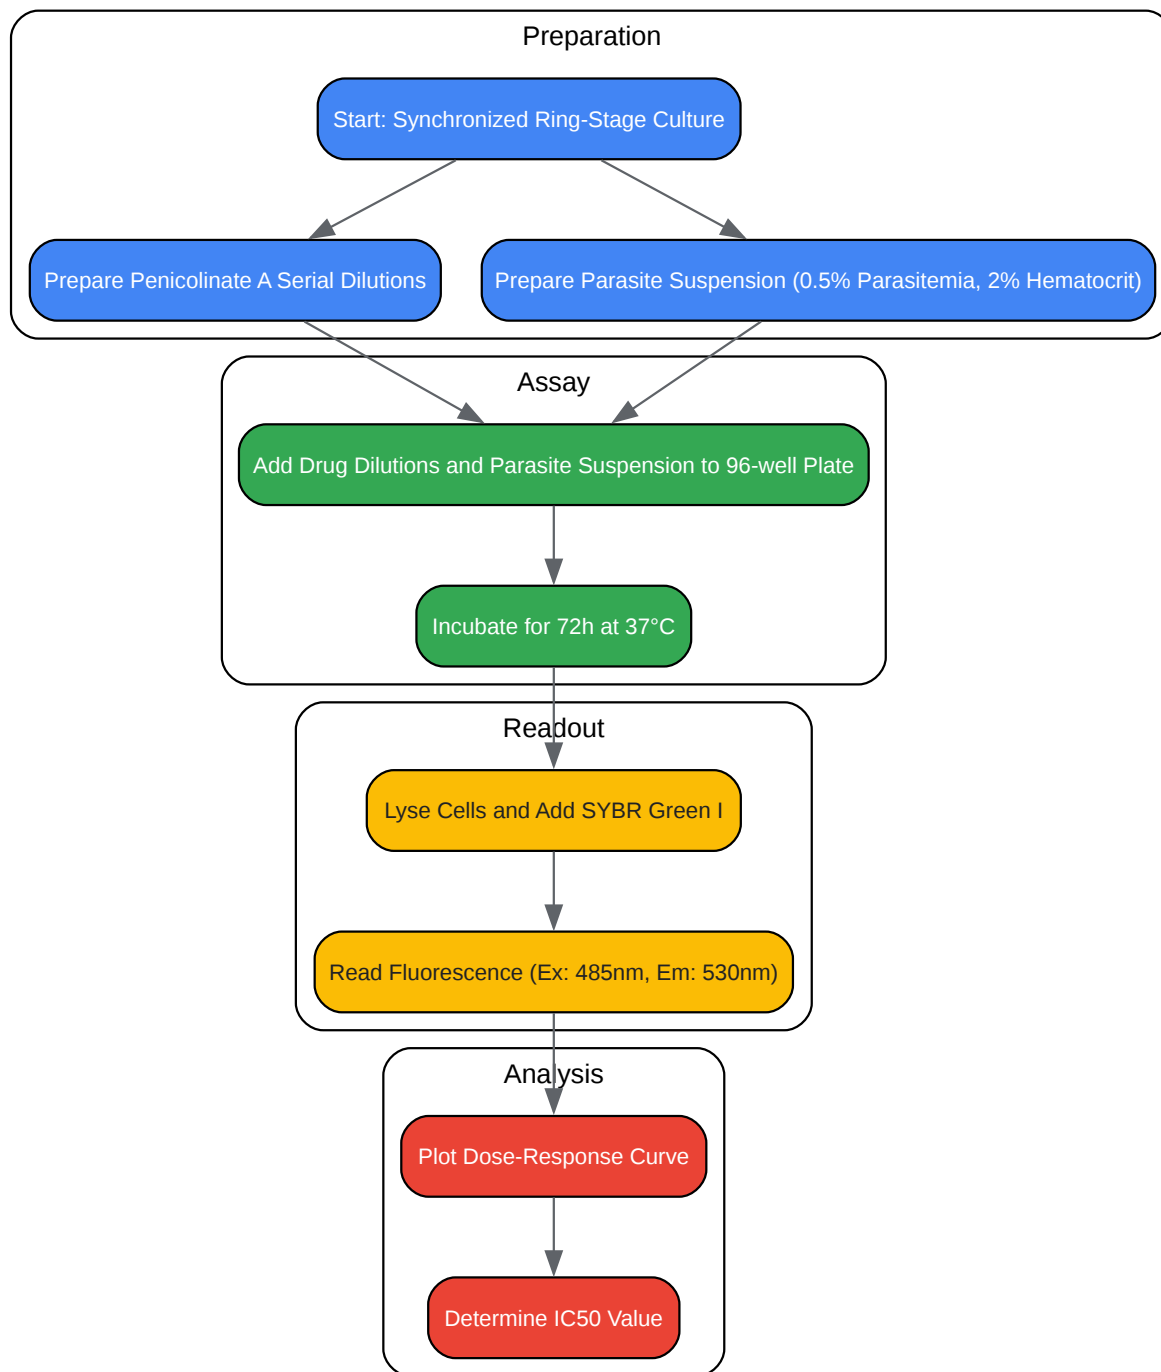 Preparation
Start: Synchronized Ring-Stage Culture
Prepare Penicolinate A Serial Dilutions
Prepare Parasite Suspension (0.5% Parasitemia, 2% Hematocrit)
Assay
Add Drug Dilutions and Parasite Suspension to 96-well Plate
Incubate for 72h at 37°C
Readout
Lyse Cells and Add SYBR Green I
Read Fluorescence (Ex: 485nm, Em: 530nm)
Analysis
Plot Dose-Response Curve
Determine IC50 Value